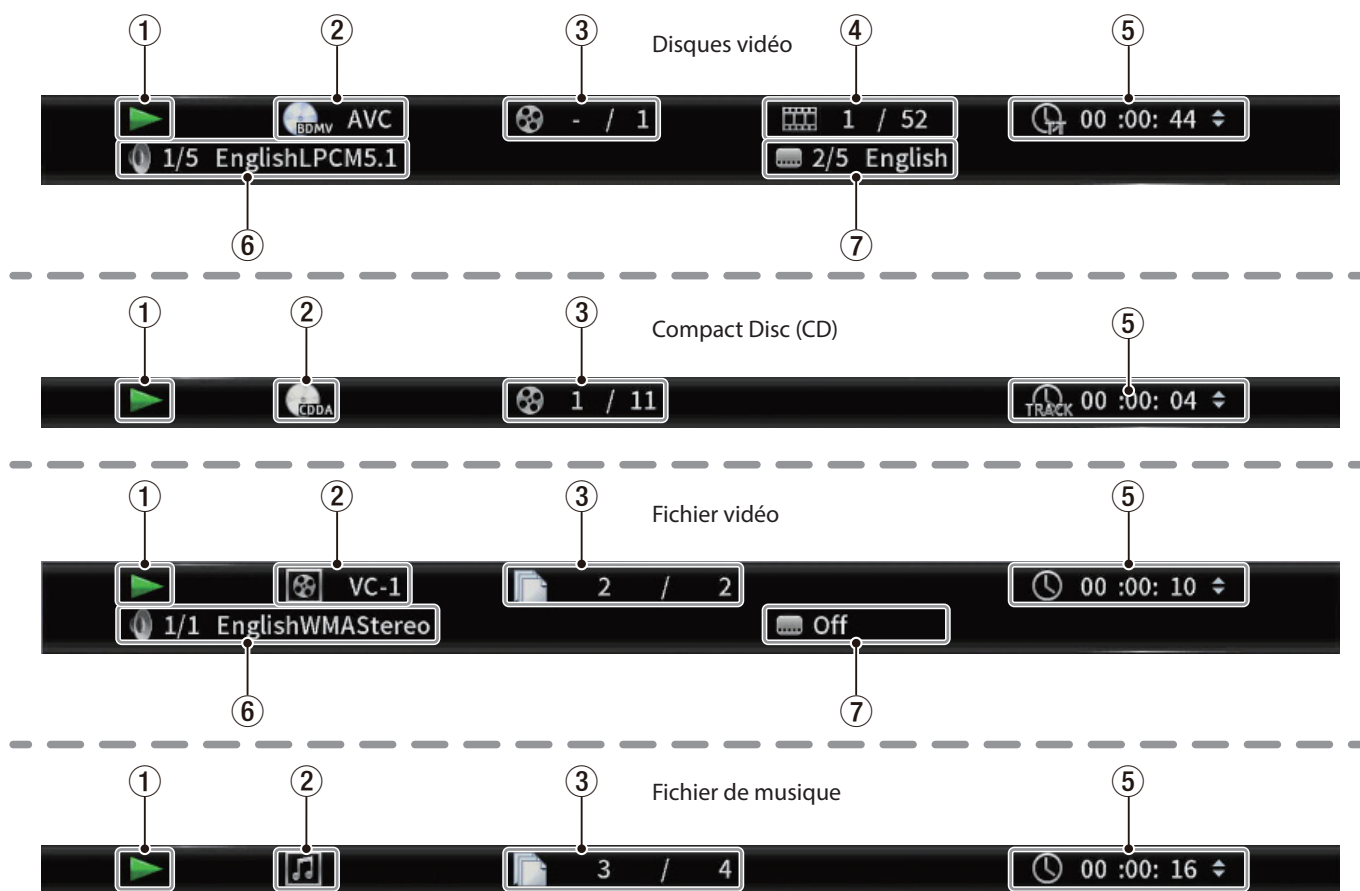 ① ② ③ Disques vidéo ④ ⑤
BDMV AVC - / 1 1 / 52 TT 00 :00: 44
1/5 EnglishLPCM5.1 2/5 English
⑥ ⑦
① ② ③ Compact Disc (CD) ⑤
CDDA 1 / 11 TRACK 00 :00: 04
① ② ③ Fichier vidéo ⑤
VC-1 2 / 2 00 :00: 10
1/1 EnglishWMAStereo Off
⑥ ⑦
① ② ③ Fichier de musique ⑤
3 / 4 00 :00: 16